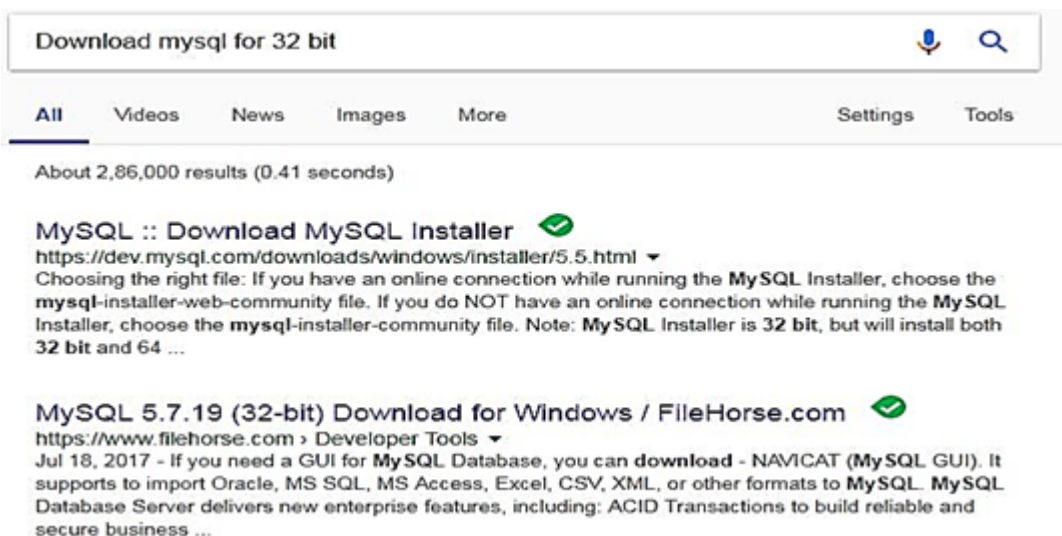 Download mysql for 32 bit
All Videos News Images More Settings Tools
About 2,86,000 results (0.41 seconds)
MySQL :: Download MySQL Installer
https://dev.mysql.com/downloads/windows/installer/5.5.html
Choosing the right file: If you have an online connection while running the MySQL Installer, choose the
mysql-installer-web-community file. If you do NOT have an online connection while running the MySQL
Installer, choose the mysql-installer-community file. Note: MySQL Installer is 32 bit, but will install both
32 bit and 64 ...
MySQL 5.7.19 (32-bit) Download for Windows / FileHorse.com
https://www.filehorse.com › Developer Tools
Jul 18, 2017 - If you need a GUI for MySQL Database, you can download - NAVICAT (MySQL GUI). It
supports to import Oracle, MS SQL, MS Access, Excel, CSV, XML, or other formats to MySQL. MySQL
Database Server delivers new enterprise features, including: ACID Transactions to build reliable and
secure business ...